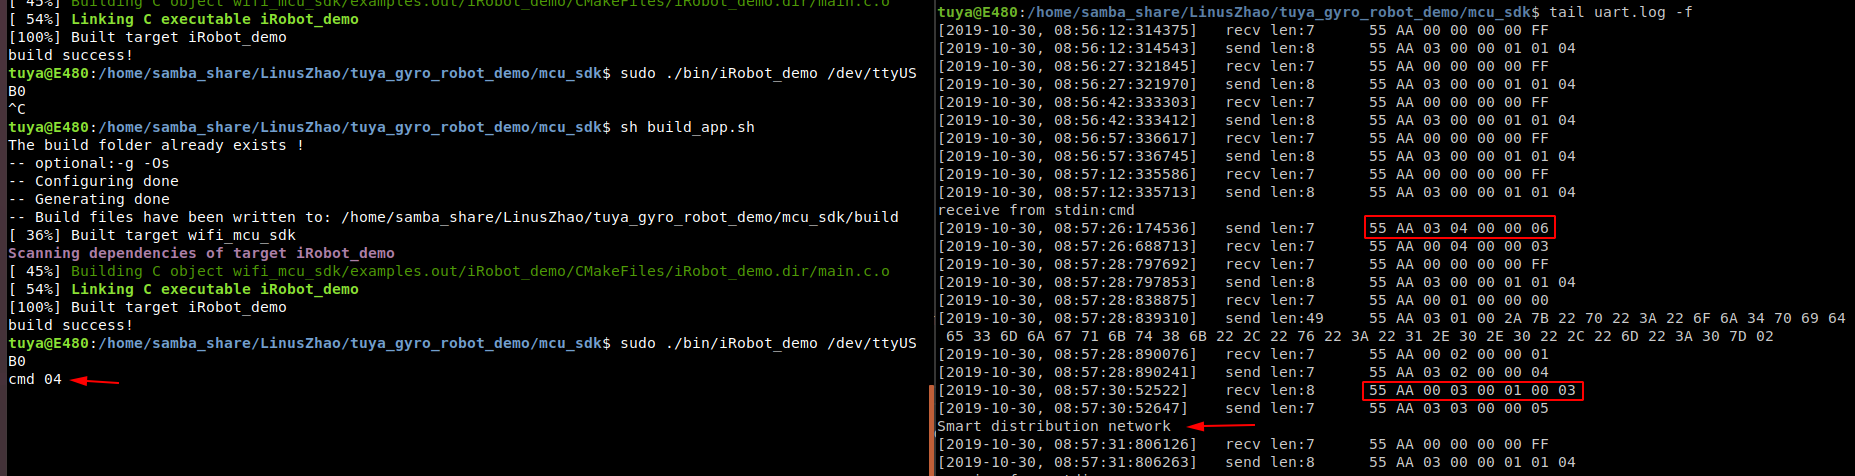 [ 45%] Building C object wifi_mcu_sdk/examples.out/iRobot_demo/CMakeFiles/iRobot_demo.dir/main.c.o
[ 54%] Linking C executable iRobot_demo
[100%] Built target iRobot_demo
build success!
tuya@E480:/home/samba_share/LinusZhao/tuya_gyro_robot_demo/mcu_sdk$ sudo ./bin/iRobot_demo /dev/ttyUS
B0
^C
tuya@E480:/home/samba_share/LinusZhao/tuya_gyro_robot_demo/mcu_sdk$ sh build_app.sh
The build folder already exists !
-- optional:-g -Os
-- Configuring done
-- Generating done
-- Build files have been written to: /home/samba_share/LinusZhao/tuya_gyro_robot_demo/mcu_sdk/build
[ 36%] Built target wifi_mcu_sdk
Scanning dependencies of target iRobot_demo
[ 45%] Building C object wifi_mcu_sdk/examples.out/iRobot_demo/CMakeFiles/iRobot_demo.dir/main.c.o
[ 54%] Linking C executable iRobot_demo
[100%] Built target iRobot_demo
build success!
tuya@E480:/home/samba_share/LinusZhao/tuya_gyro_robot_demo/mcu_sdk$ sudo ./bin/iRobot_demo /dev/ttyUS
B0
cmd 04
tuya@E480:/home/samba_share/LinusZhao/tuya_gyro_robot_demo/mcu_sdk$ tail uart.log -f
[2019-10-30, 08:56:12:314375] recv len:7 55 AA 00 00 00 00 FF
[2019-10-30, 08:56:12:314543] send len:8 55 AA 03 00 00 01 01 04
[2019-10-30, 08:56:27:321845] recv len:7 55 AA 00 00 00 00 FF
[2019-10-30, 08:56:27:321970] send len:8 55 AA 03 00 00 01 01 04
[2019-10-30, 08:56:42:333303] recv len:7 55 AA 00 00 00 00 FF
[2019-10-30, 08:56:42:333412] send len:8 55 AA 03 00 00 01 01 04
[2019-10-30, 08:56:57:336617] recv len:7 55 AA 00 00 00 00 FF
[2019-10-30, 08:56:57:336745] send len:8 55 AA 03 00 00 01 01 04
[2019-10-30, 08:57:12:335586] recv len:7 55 AA 00 00 00 00 FF
[2019-10-30, 08:57:12:335713] send len:8 55 AA 03 00 00 01 01 04
receive from stdin:cmd
[2019-10-30, 08:57:26:174536] send len:7 55 AA 03 04 00 00 06
[2019-10-30, 08:57:26:688713] recv len:7 55 AA 00 04 00 00 03
[2019-10-30, 08:57:28:797692] recv len:7 55 AA 00 00 00 00 FF
[2019-10-30, 08:57:28:797853] send len:8 55 AA 03 00 00 01 01 04
[2019-10-30, 08:57:28:838875] recv len:7 55 AA 00 01 00 00 00
[2019-10-30, 08:57:28:839310] send len:49 55 AA 03 01 00 2A 7B 22 70 22 3A 22 6F 6A 34 70 69 64
65 33 6D 6A 67 71 6B 74 38 6B 22 2C 22 76 22 3A 22 31 2E 30 2E 30 22 2C 22 6D 22 3A 30 7D 02
[2019-10-30, 08:57:28:890076] recv len:7 55 AA 00 02 00 00 01
[2019-10-30, 08:57:28:890241] send len:7 55 AA 03 02 00 00 04
[2019-10-30, 08:57:30:52522] recv len:8 55 AA 00 03 00 01 00 03
[2019-10-30, 08:57:30:52647] send len:7 55 AA 03 03 00 00 05
Smart distribution network
[2019-10-30, 08:57:31:806126] recv len:7 55 AA 00 00 00 00 FF
[2019-10-30, 08:57:31:806263] send len:8 55 AA 03 00 00 01 01 04